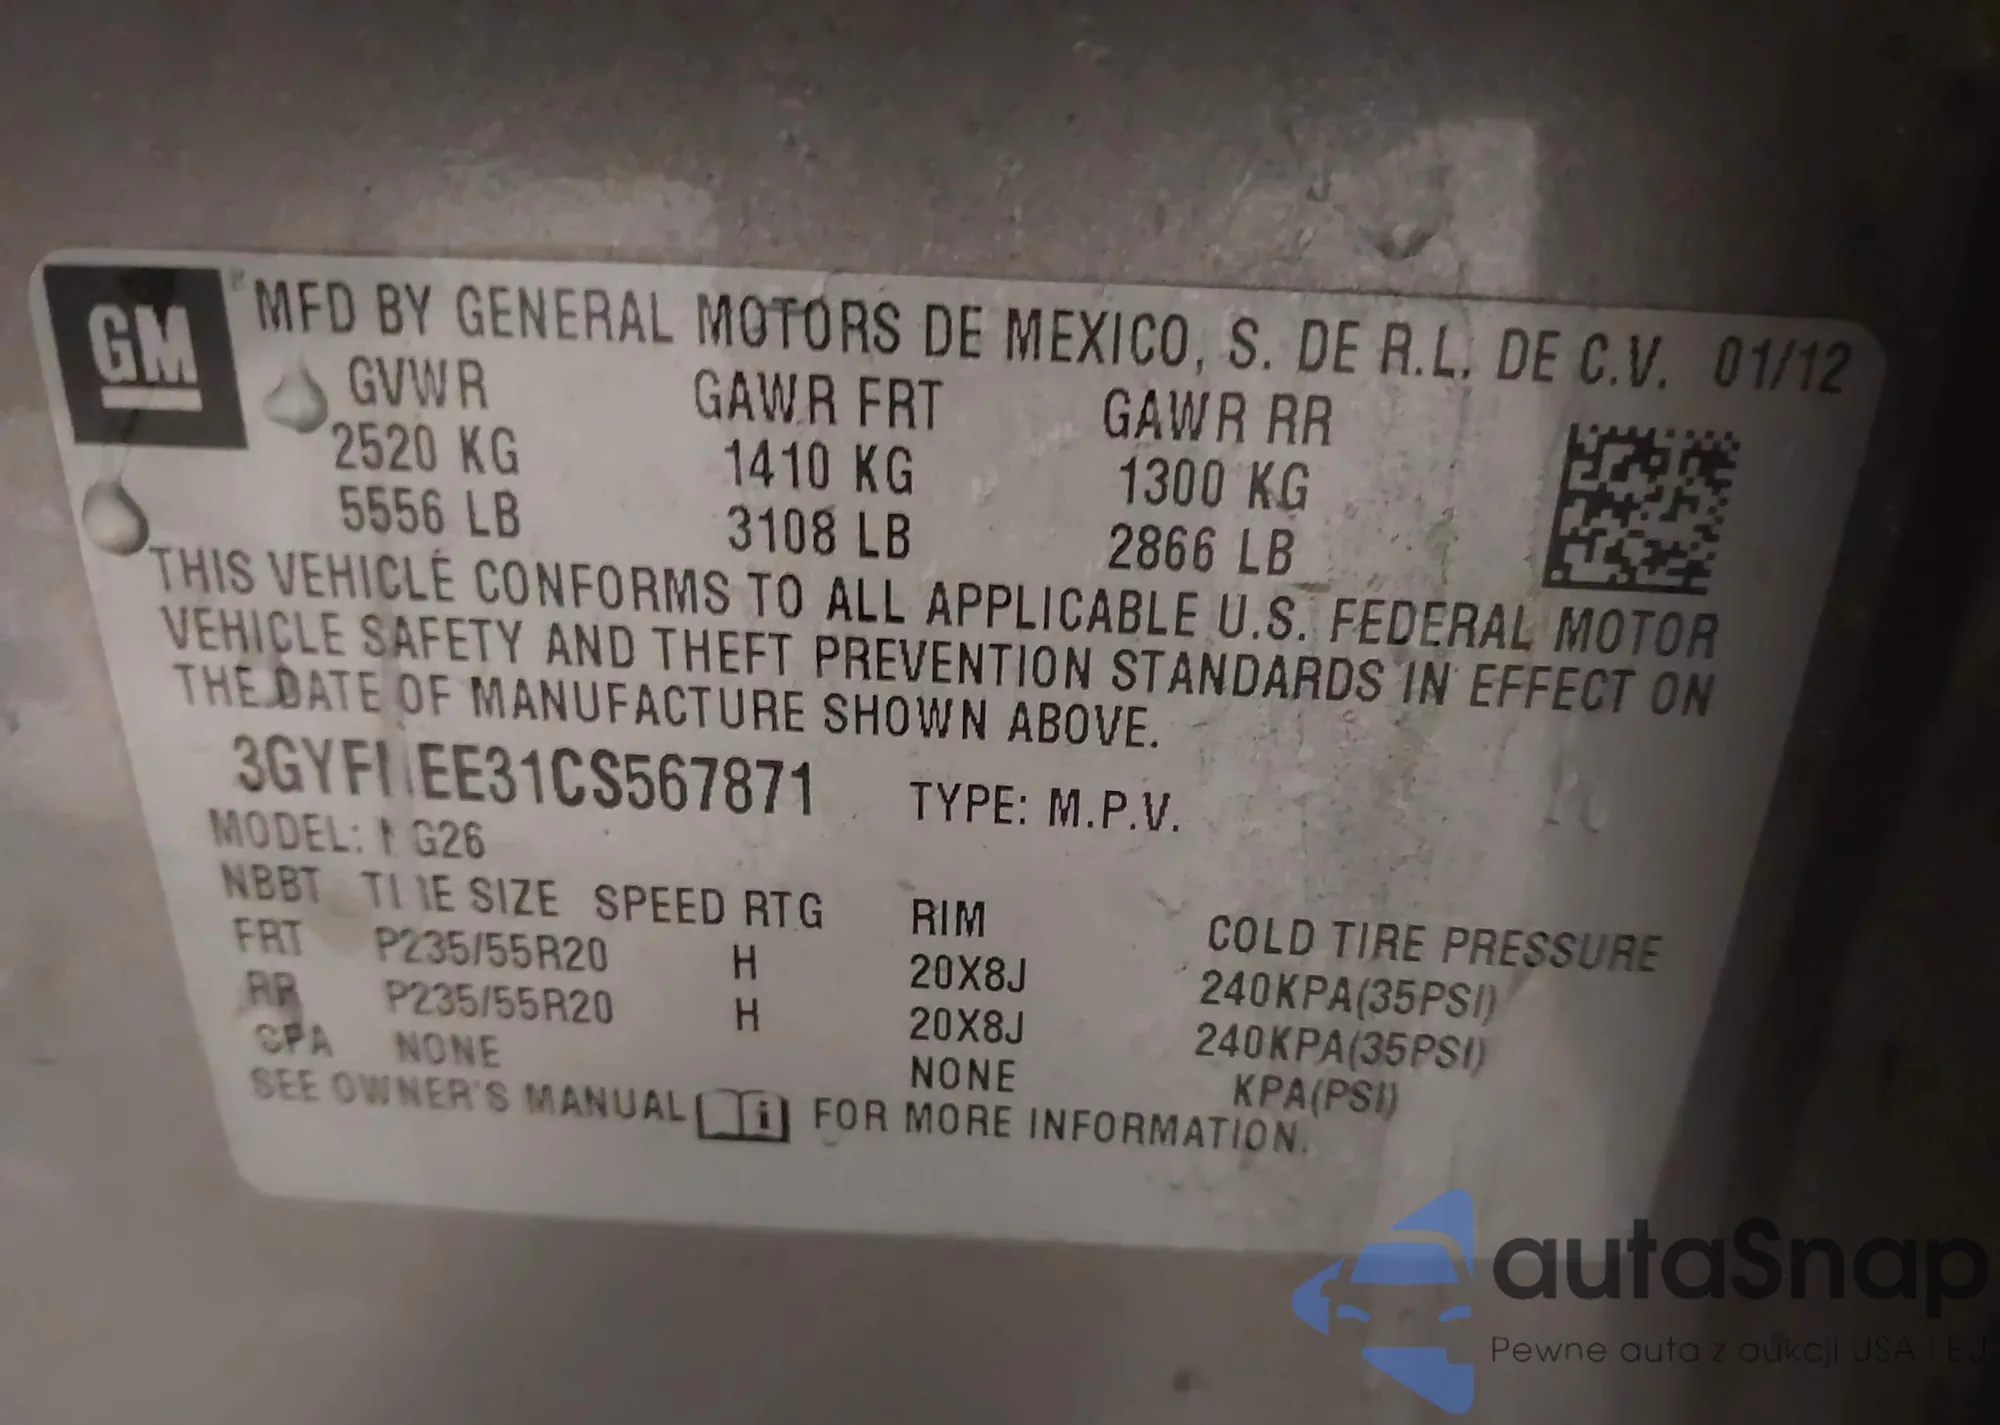 GM
MFD BY GENERAL MOTORS DE MEXICO, S. DE R.L. DE C.V. 01/12
GVWR GAWR FRT GAWR RR
2520 KG 1410 KG 1300 KG
5556 LB 3108 LB 2866 LB
THIS VEHICLE CONFORMS TO ALL APPLICABLE U.S. FEDERAL MOTOR
VEHICLE SAFETY AND THEFT PREVENTION STANDARDS IN EFFECT ON
THE DATE OF MANUFACTURE SHOWN ABOVE.
TYPE: M.P.V.
MODEL: G26
NBBT TIRE SIZE SPEED RTG RIM COLD TIRE PRESSURE
FRT P235/55R20 H 20X8J 240KPA(35PSI)
RR P235/55R20 H 20X8J 240KPA(35PSI)
SPA NONE NONE KPA(PSI)
SEE OWNER'S MANUAL i FOR MORE INFORMATION.
autaSnap
Pewne auta z aukcji USA i EU